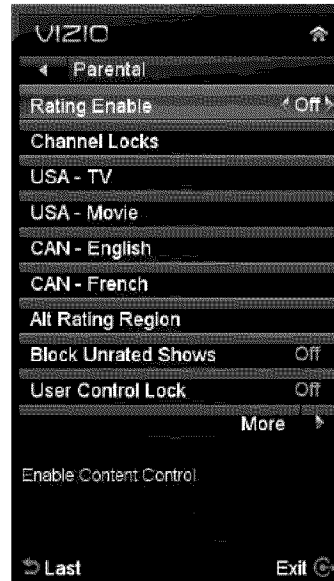 VIZIO
Parental
Rating Enable Off
Channel Locks
USA - TV
USA - Movie
CAN - English
CAN - French
Alt Rating Region
Block Unrated Shows Off
User Control Lock Off
More
Enable Content Control
Last Exit